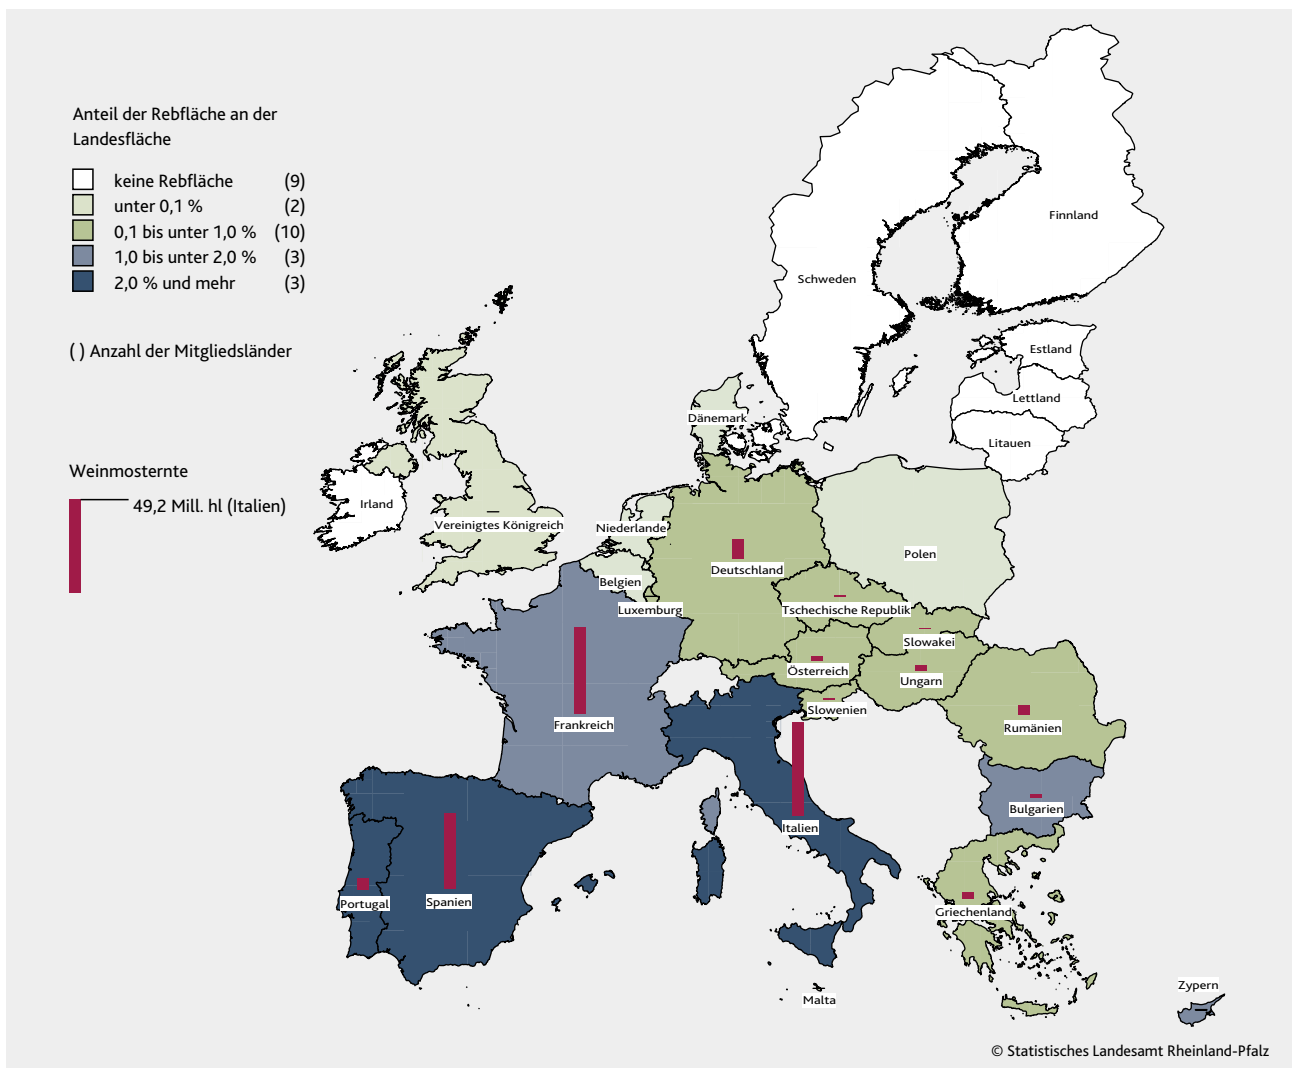 Anteil der Rebfläche an der
Landesfläche
keine Rebfläche (9)
unter 0,1 % (2)
0,1 bis unter 1,0 % (10)
1,0 bis unter 2,0 % (3)
2,0 % und mehr (3)
( ) Anzahl der Mitgliedsländer
Weinmosternte
49,2 Mill. hl (Italien)
Finnland
Schweden
Estland
Lettland
Litauen
Dänemark
Irland
Vereinigtes Königreich
Niederlande
Polen
Deutschland
Belgien
Luxemburg
Tschechische Republik
Slowakei
Österreich
Ungarn
Slowenien
Frankreich
Rumänien
Bulgarien
Italien
Portugal
Spanien
Griechenland
Zypern
Malta
© Statistisches Landesamt Rheinland-Pfalz